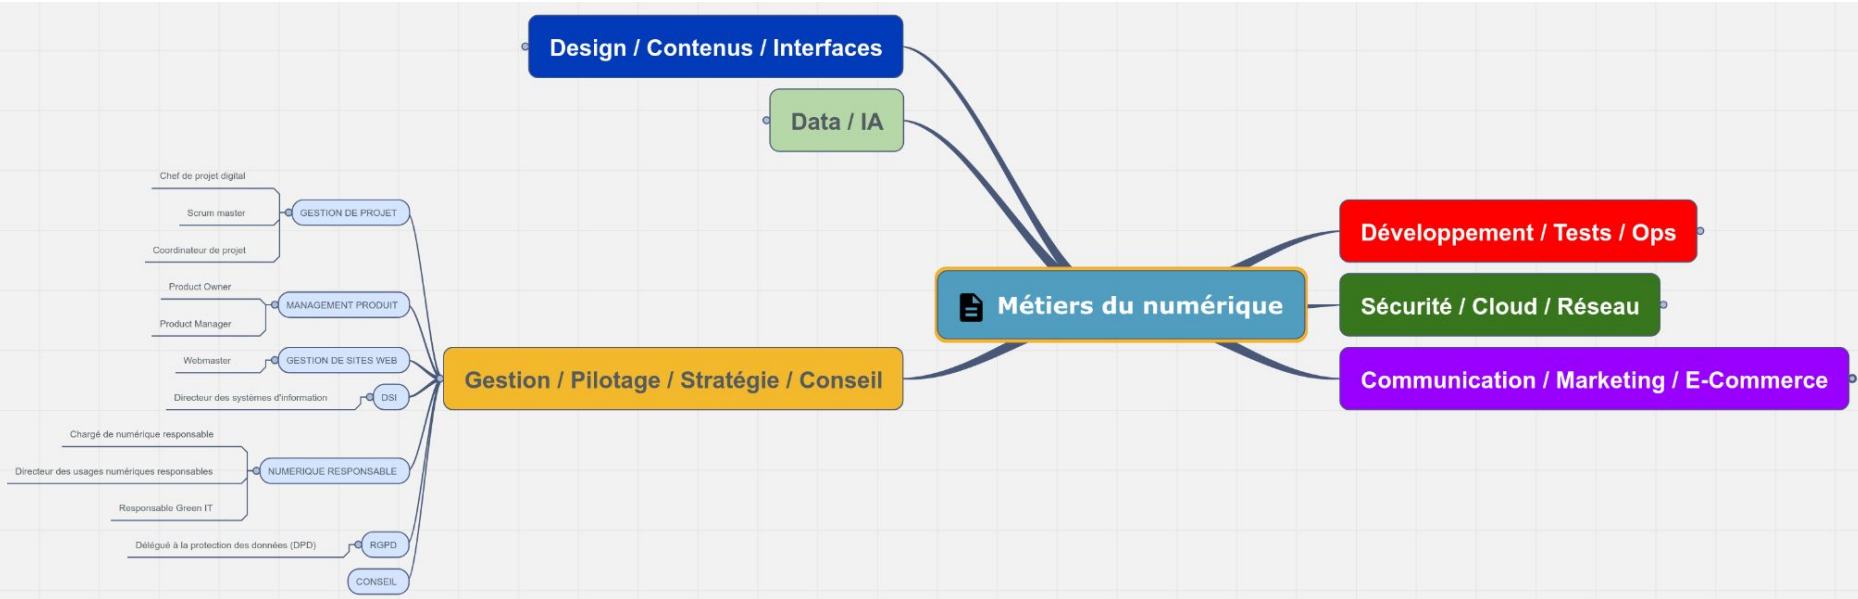 Design / Contenus / Interfaces
Data / IA
Métiers du numérique
Développement / Tests / Ops
Sécurité / Cloud / Réseau
Communication / Marketing / E-Commerce
Gestion / Pilotage / Stratégie / Conseil
GESTION DE PROJET
Chef de projet digital
Scrum master
Coordinateur de projet
MANAGEMENT PRODUIT
Product Owner
Product Manager
GESTION DE SITES WEB
Webmaster
DSI
Directeur des systèmes d'information
NUMERIQUE RESPONSABLE
Chargé de numérique responsable
Directeur des usages numériques responsables
Responsable Green IT
RGPD
Délégué à la protection des données (DPD)
CONSEIL